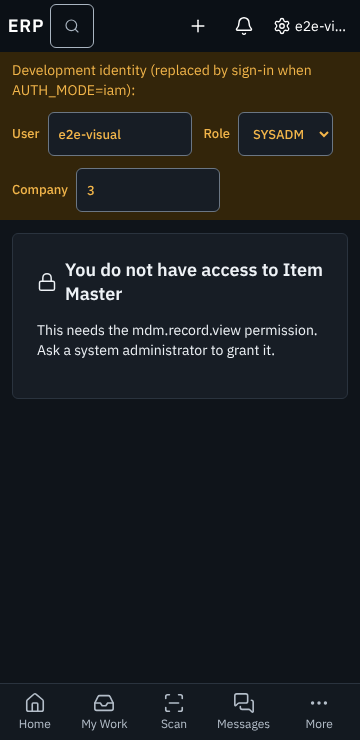 ERP
e2e-vi...
Development identity (replaced by sign-in when
AUTH_MODE=iam):
User e2e-visual Role SYSADM
Company 3
You do not have access to Item
Master
This needs the mdm.record.view permission.
Ask a system administrator to grant it.
Home My Work Scan Messages More